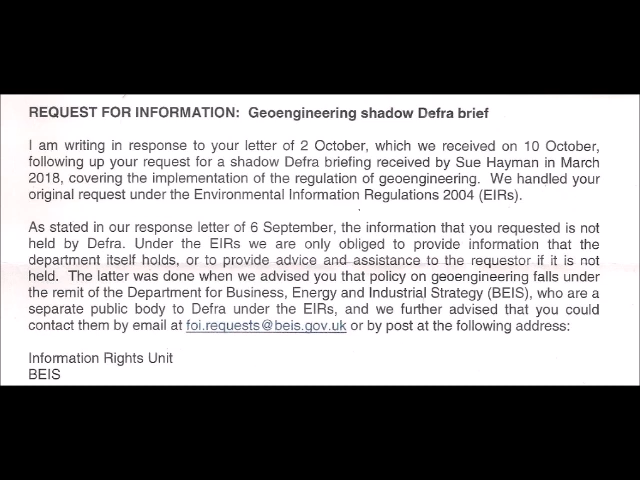 REQUEST FOR INFORMATION: Geoengineering shadow Defra brief
I am writing in response to your letter of 2 October, which we received on 10 October,
following up your request for a shadow Defra briefing received by Sue Hayman in March
2018, covering the implementation of the regulation of geoengineering. We handled your
original request under the Environmental Information Regulations 2004 (EIRs).
As stated in our response letter of 6 September, the information that you requested is not
held by Defra. Under the EIRs we are only obliged to provide information that the
department itself holds, or to provide advice and assistance to the requestor if it is not
held. The latter was done when we advised you that policy on geoengineering falls under
the remit of the Department for Business, Energy and Industrial Strategy (BEIS), who are a
separate public body to Defra under the EIRs, and we further advised that you could
contact them by email at foi.requests@beis.gov.uk or by post at the following address:
Information Rights Unit
BEIS